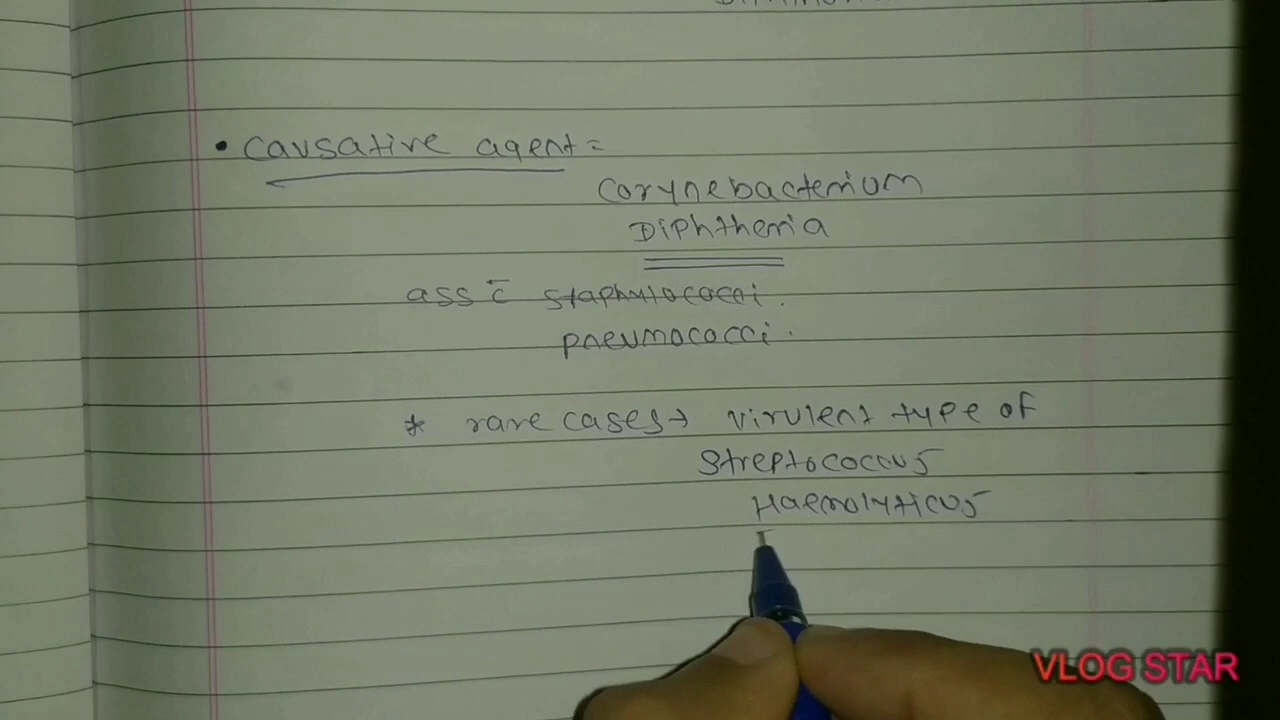 • Causative agent =
Corynebacterium
Diphtheria
ass c̄ staphylococci.
pneumococci.
* rare cases → virulent type of
Streptococcus
Haemolyticus
VLOG STAR